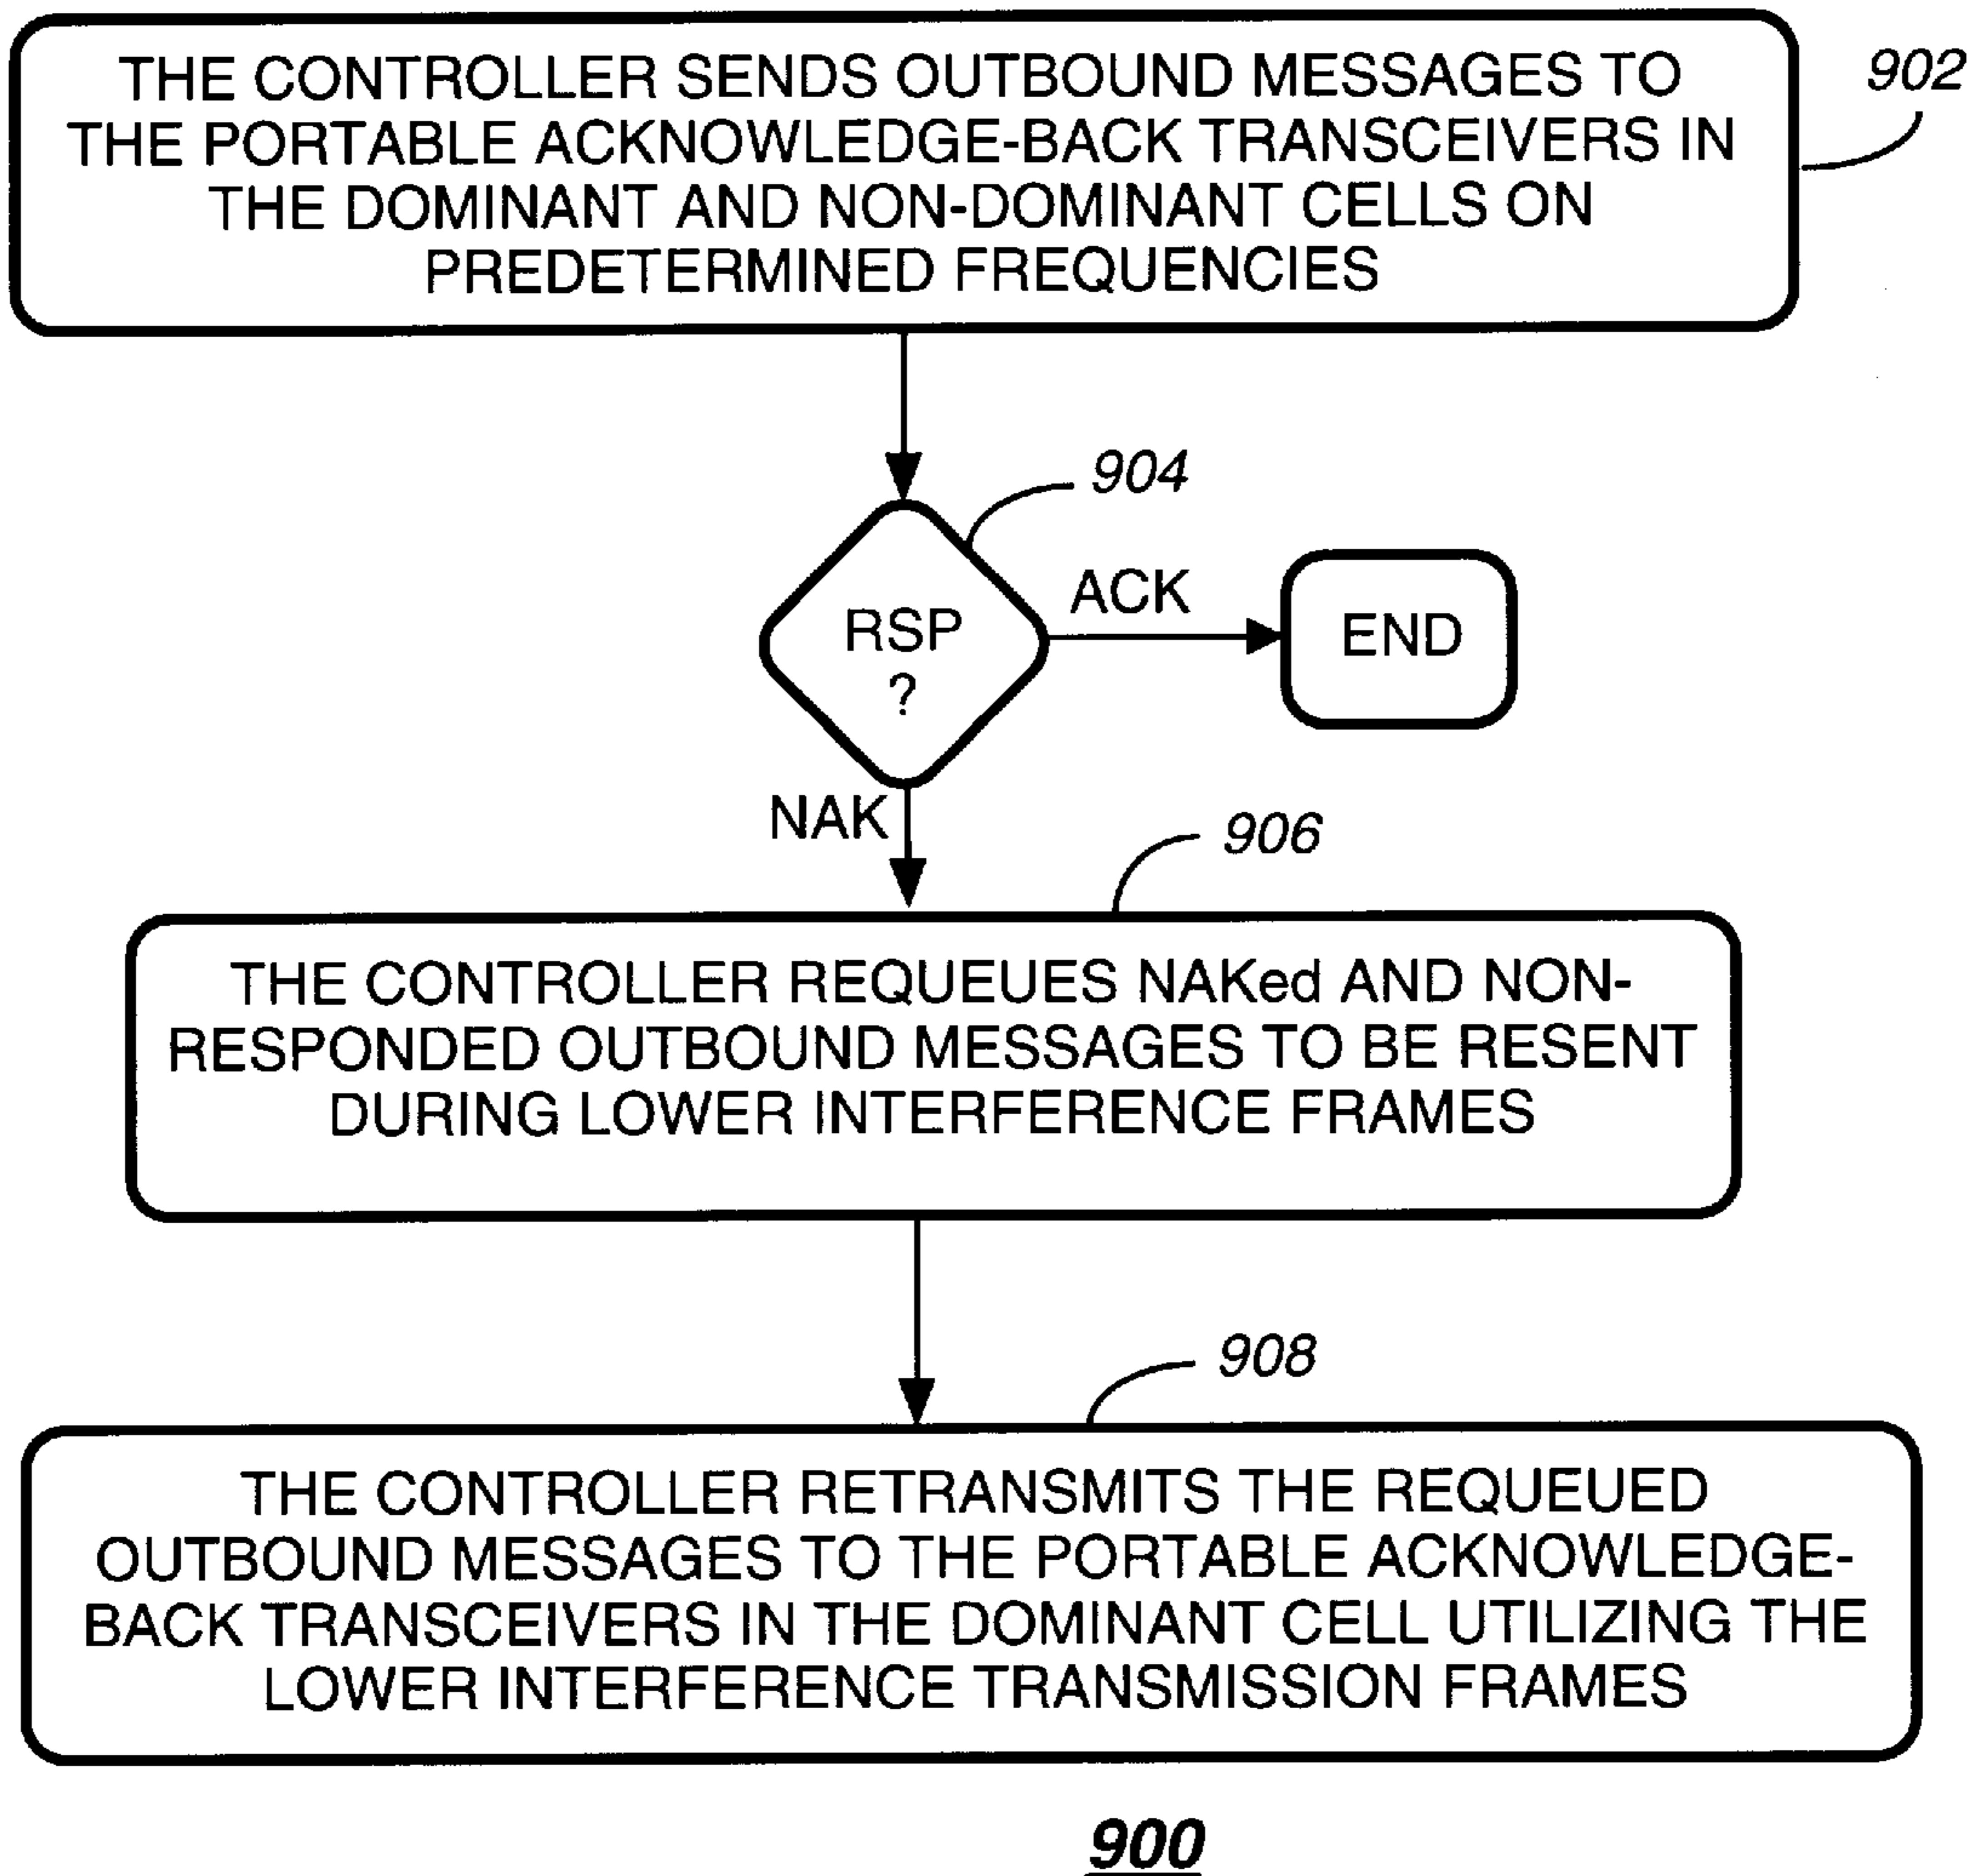 THE CONTROLLER SENDS OUTBOUND MESSAGES TO
THE PORTABLE ACKNOWLEDGE-BACK TRANSCEIVERS IN
THE DOMINANT AND NON-DOMINANT CELLS ON
PREDETERMINED FREQUENCIES
902
904
RSP
?
ACK
END
NAK
906
THE CONTROLLER REQUEUES NAKed AND NON-
RESPONDED OUTBOUND MESSAGES TO BE RESENT
DURING LOWER INTERFERENCE FRAMES
908
THE CONTROLLER RETRANSMITS THE REQUEUED
OUTBOUND MESSAGES TO THE PORTABLE ACKNOWLEDGE-
BACK TRANSCEIVERS IN THE DOMINANT CELL UTILIZING THE
LOWER INTERFERENCE TRANSMISSION FRAMES
900